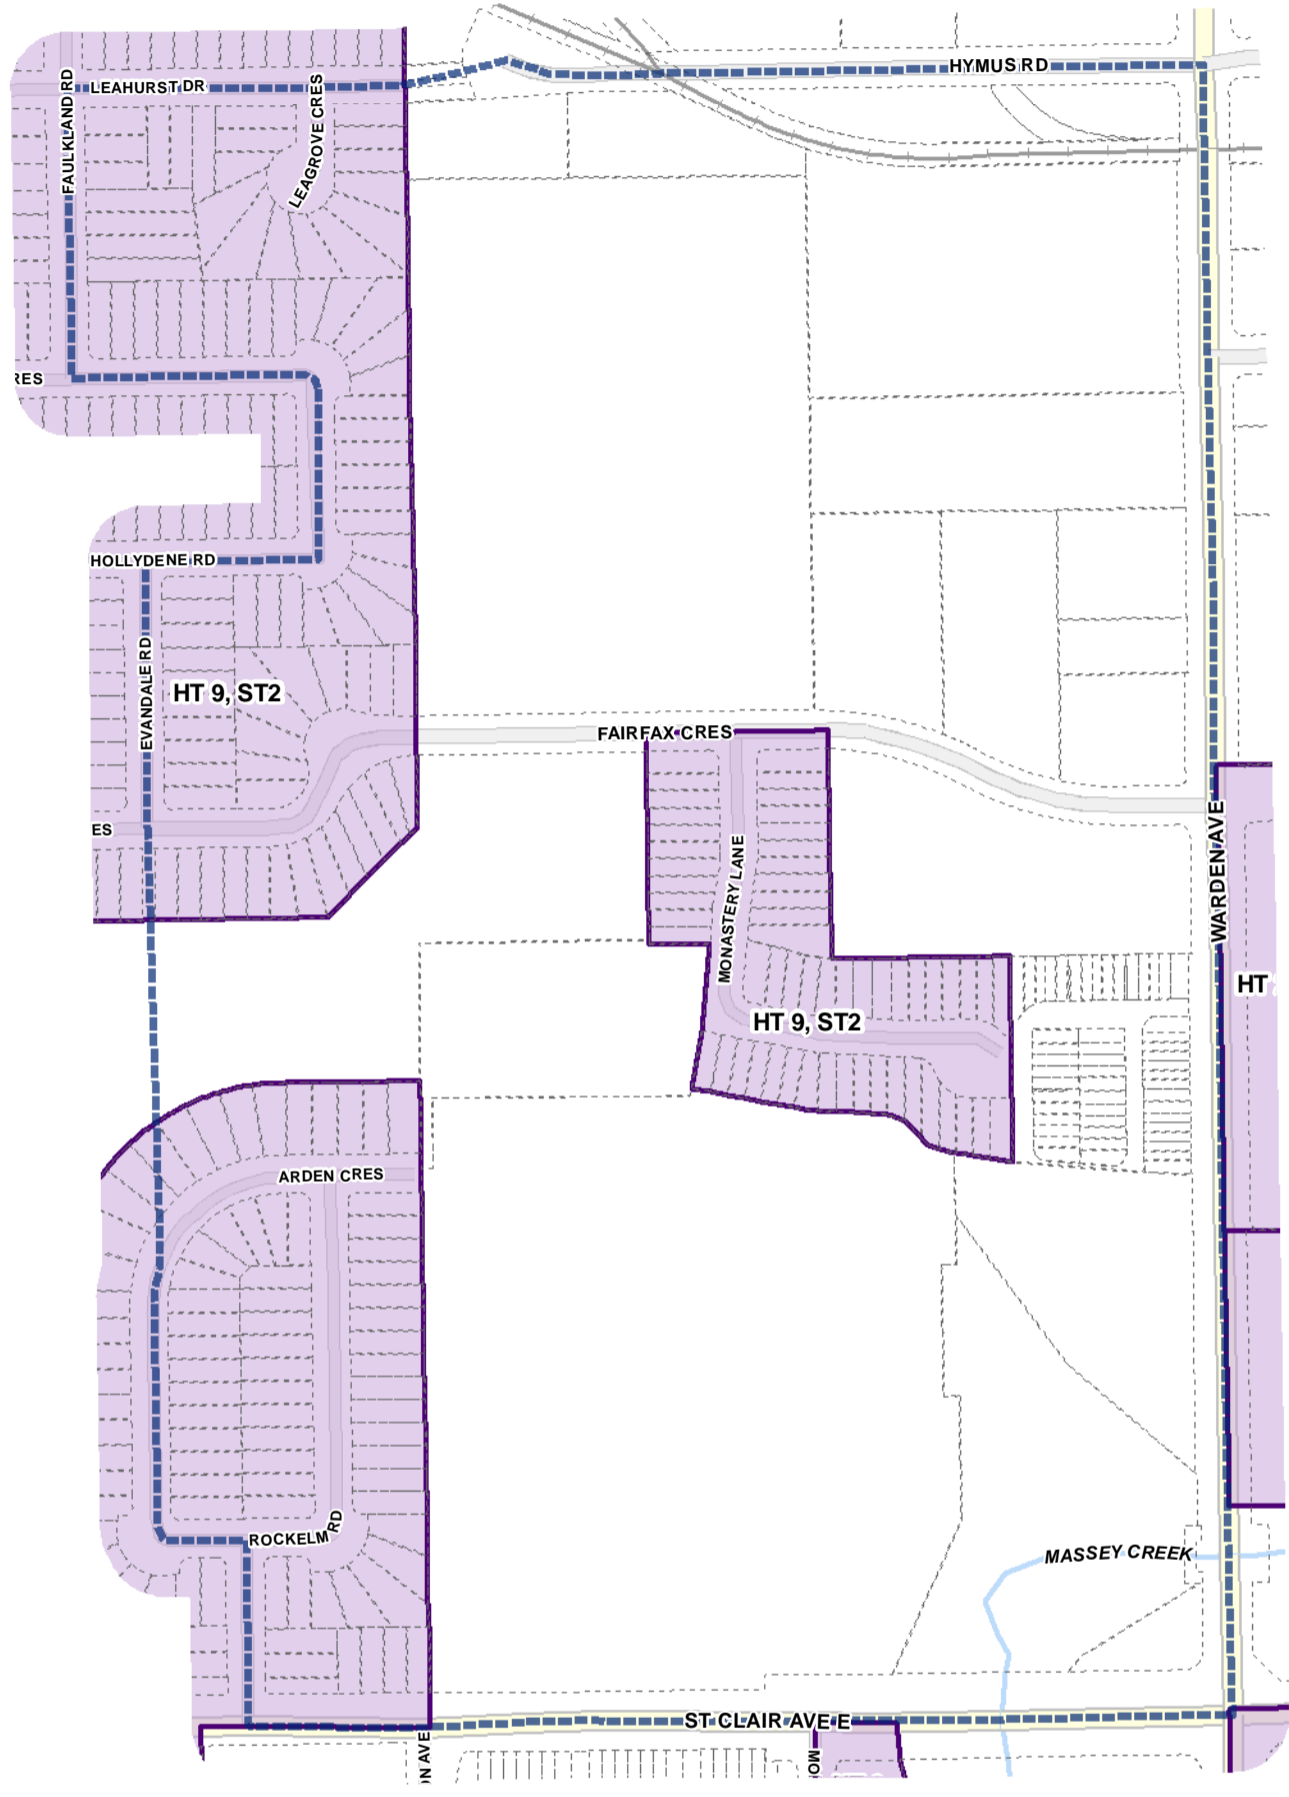 HYMUS RD
LEAHURST DR
FAULKLAND RD
LEAGROVE CRES
RES
HOLLYDENE RD
EVANDALE RD
HT 9, ST2
FAIRFAX CRES
ES
MONASTERY LANE
WARDEN AVE
HT
HT 9, ST2
ARDEN CRES
ROCKELM RD
MASSEY CREEK
ST CLAIR AVE E
ON AVE
MO